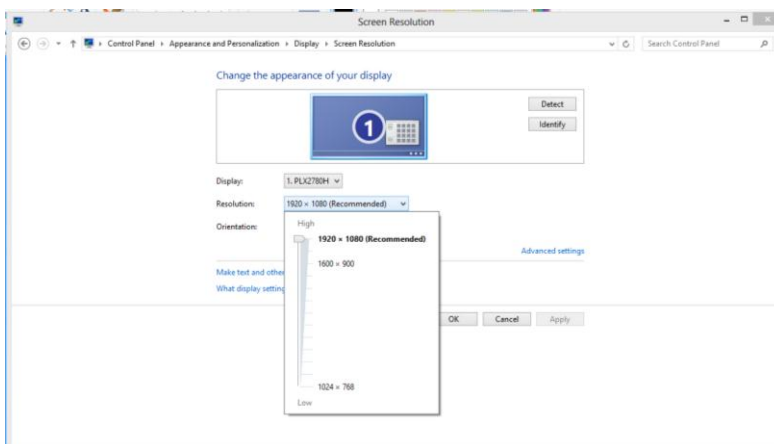 Screen Resolution
Control Panel › Appearance and Personalization › Display › Screen Resolution
Search Control Panel
Change the appearance of your display
1
Detect
Identify
Display:
1. PLX2780H
Resolution:
1920 × 1080 (Recommended)
Orientation:
High
1920 × 1080 (Recommended)
1600 × 900
1024 × 768
Low
Advanced settings
Make text and other
What display setting
OK
Cancel
Apply